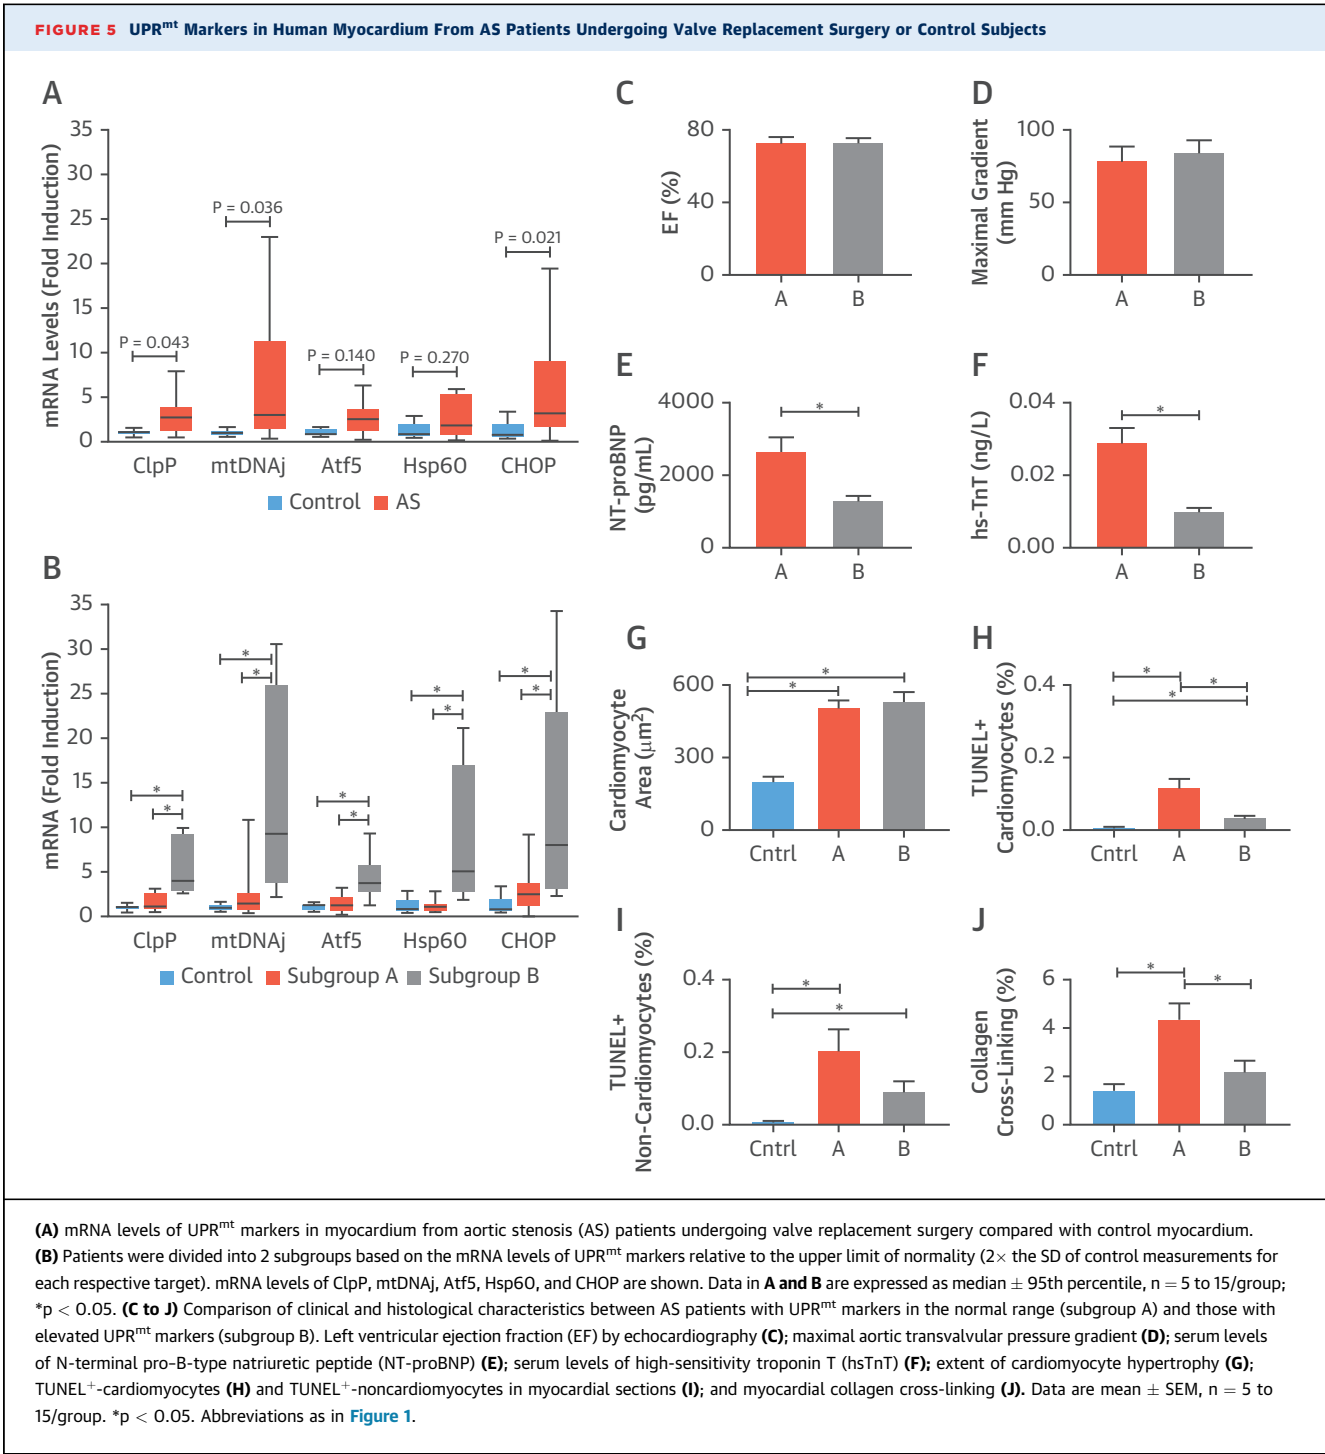 FIGURE 5 UPRmt Markers in Human Myocardium From AS Patients Undergoing Valve Replacement Surgery or Control Subjects
A
mRNA Levels (Fold Induction)
35
30
25
20
15
10
5
0
P = 0.043
P = 0.036
P = 0.140
P = 0.270
P = 0.021
ClpP mtDNAj Atf5 Hsp60 CHOP
Control AS
B
mRNA (Fold Induction)
35
30
25
20
15
10
5
0
* * * * *
* * * * *
ClpP mtDNAj Atf5 Hsp60 CHOP
Control Subgroup A Subgroup B
C
EF (%)
80
40
0
A B
D
Maximal Gradient
(mm Hg)
100
50
0
A B
E
NT-proBNP
(pg/mL)
4000
2000
0
*
A B
F
hs-TnT (ng/L)
0.04
0.02
0.00
*
A B
G
Cardiomyocyte
Area (μm2)
600
300
0
*
*
Cntrl A B
H
TUNEL+
Cardiomyocytes (%)
0.4
0.2
0.0
*
*
*
Cntrl A B
I
TUNEL+
Non-Cardiomyocytes (%)
0.4
0.2
0.0
*
*
Cntrl A B
J
Collagen
Cross-Linking (%)
6
4
2
0
*
*
Cntrl A B
(A) mRNA levels of UPRmt markers in myocardium from aortic stenosis (AS) patients undergoing valve replacement surgery compared with control myocardium.
(B) Patients were divided into 2 subgroups based on the mRNA levels of UPRmt markers relative to the upper limit of normality (2× the SD of control measurements for
each respective target). mRNA levels of ClpP, mtDNAj, Atf5, Hsp60, and CHOP are shown. Data in A and B are expressed as median ± 95th percentile, n = 5 to 15/group;
*p < 0.05. (C to J) Comparison of clinical and histological characteristics between AS patients with UPRmt markers in the normal range (subgroup A) and those with
elevated UPRmt markers (subgroup B). Left ventricular ejection fraction (EF) by echocardiography (C); maximal aortic transvalvular pressure gradient (D); serum levels
of N-terminal pro–B-type natriuretic peptide (NT-proBNP) (E); serum levels of high-sensitivity troponin T (hsTnT) (F); extent of cardiomyocyte hypertrophy (G);
TUNEL+-cardiomyocytes (H) and TUNEL+-noncardiomyocytes in myocardial sections (I); and myocardial collagen cross-linking (J). Data are mean ± SEM, n = 5 to
15/group. *p < 0.05. Abbreviations as in Figure 1.